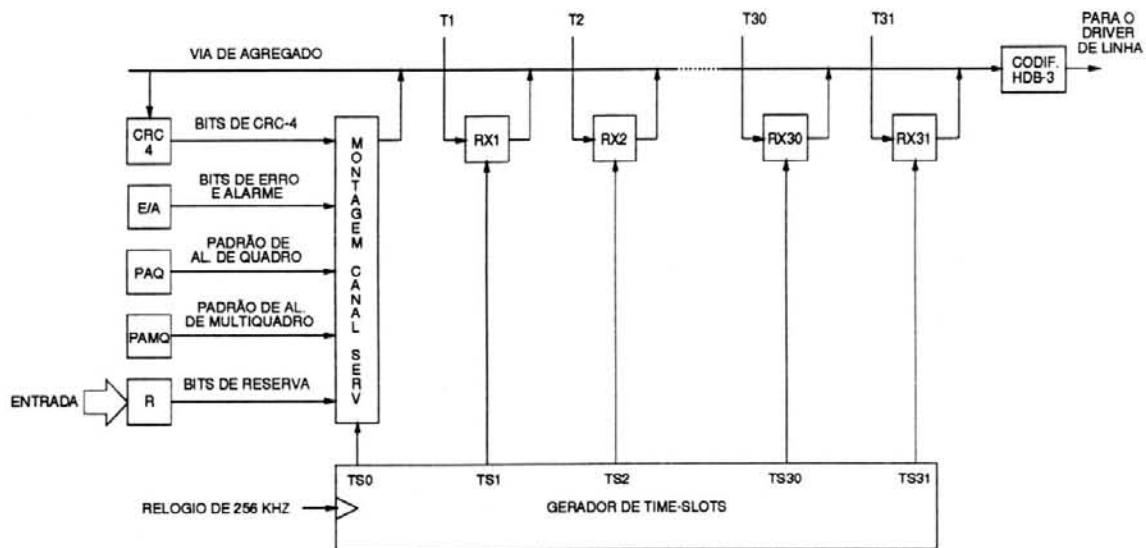 T1
T2
T30
T31
PARA O
DRIVER
DE LINHA
VIA DE AGREGADO
CODIF.
HDB-3
CRC
4
BITS DE CRC-4
RX1
RX2
RX30
RX31
E/A
BITS DE ERRO
E ALARME
PAQ
PADRÃO DE
AL. DE QUADRO
PAMQ
PADRÃO DE AL.
DE MULTIQUADRO
ENTRADA
R
BITS DE RESERVA
MONTAGEM CANAL SERV
TS0
TS1
TS2
TS30
TS31
RELOGIO DE 256 KHZ
GERADOR DE TIME-SLOTS